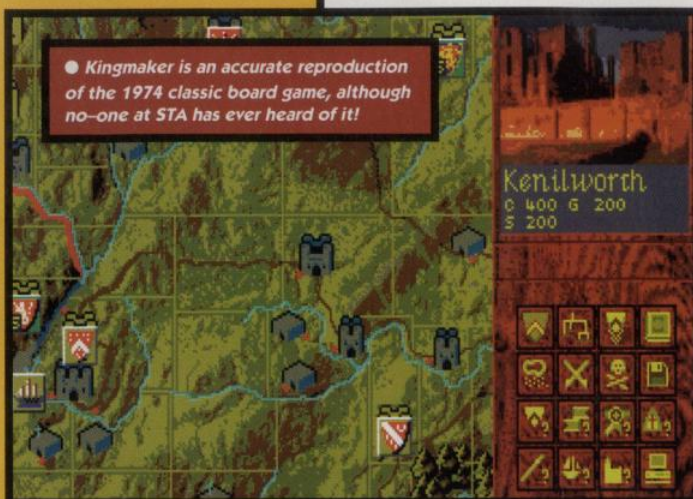 ● Kingmaker is an accurate reproduction
of the 1974 classic board game, although
no–one at STA has ever heard of it!
Kenilworth
C 400 G 200
S 200